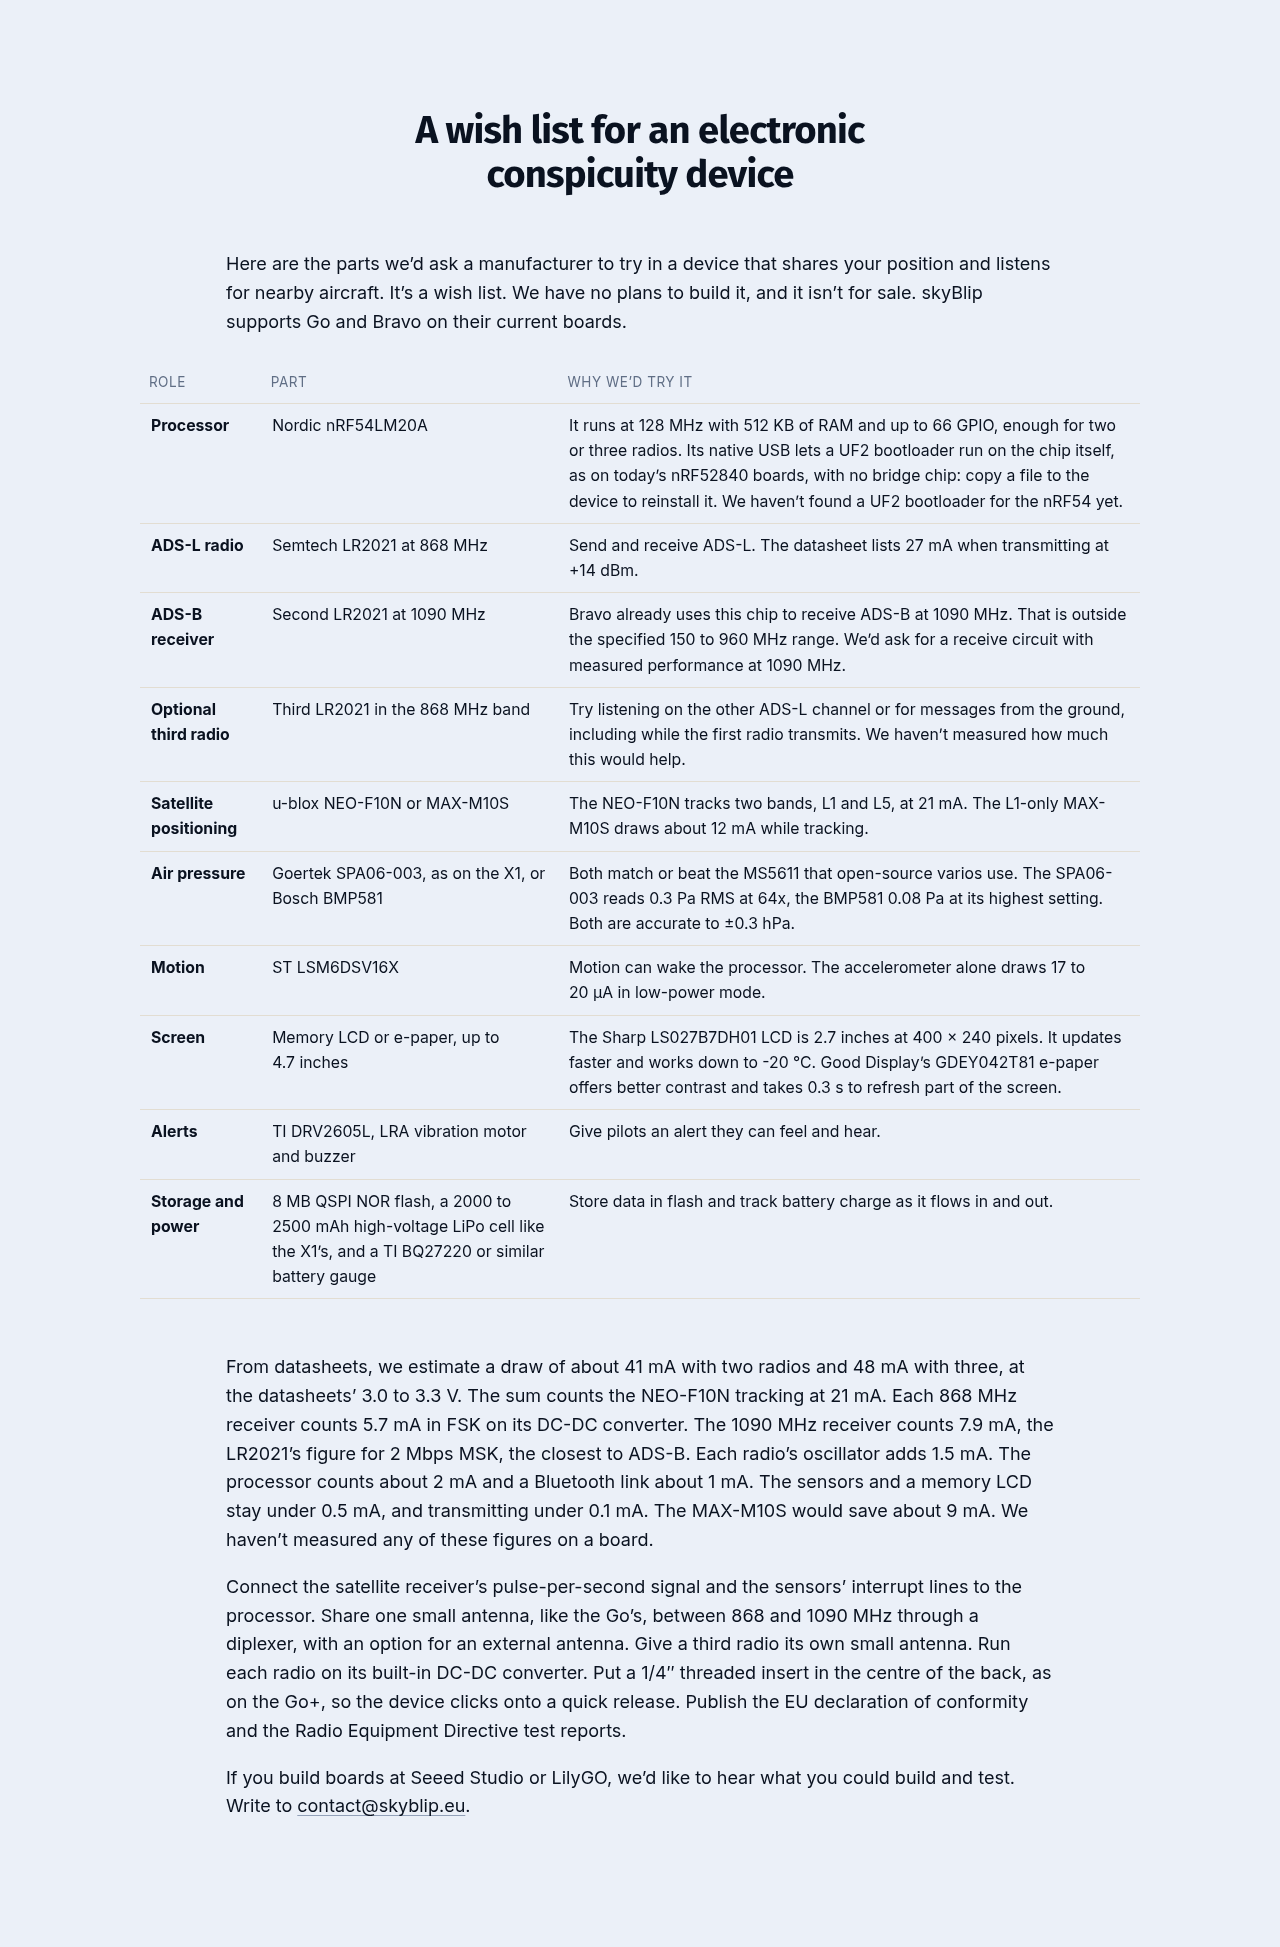 A wish list for an electronic
conspicuity device
Here are the parts we’d ask a manufacturer to try in a device that shares your position and listens
for nearby aircraft. It’s a wish list. We have no plans to build it, and it isn’t for sale. skyBlip
supports Go and Bravo on their current boards.
ROLE PART WHY WE’D TRY IT
Processor Nordic nRF54LM20A It runs at 128 MHz with 512 KB of RAM and up to 66 GPIO, enough for two
or three radios. Its native USB lets a UF2 bootloader run on the chip itself,
as on today’s nRF52840 boards, with no bridge chip: copy a file to the
device to reinstall it. We haven’t found a UF2 bootloader for the nRF54 yet.
ADS-L radio Semtech LR2021 at 868 MHz Send and receive ADS-L. The datasheet lists 27 mA when transmitting at
+14 dBm.
ADS-B Second LR2021 at 1090 MHz Bravo already uses this chip to receive ADS-B at 1090 MHz. That is outside
receiver the specified 150 to 960 MHz range. We’d ask for a receive circuit with
measured performance at 1090 MHz.
Optional Third LR2021 in the 868 MHz band Try listening on the other ADS-L channel or for messages from the ground,
third radio including while the first radio transmits. We haven’t measured how much
this would help.
Satellite u-blox NEO-F10N or MAX-M10S The NEO-F10N tracks two bands, L1 and L5, at 21 mA. The L1-only MAX-
positioning M10S draws about 12 mA while tracking.
Air pressure Goertek SPA06-003, as on the X1, or Both match or beat the MS5611 that open-source varios use. The SPA06-
Bosch BMP581 003 reads 0.3 Pa RMS at 64x, the BMP581 0.08 Pa at its highest setting.
Both are accurate to ±0.3 hPa.
Motion ST LSM6DSV16X Motion can wake the processor. The accelerometer alone draws 17 to
20 µA in low-power mode.
Screen Memory LCD or e-paper, up to The Sharp LS027B7DH01 LCD is 2.7 inches at 400 × 240 pixels. It updates
4.7 inches faster and works down to -20 °C. Good Display’s GDEY042T81 e-paper
offers better contrast and takes 0.3 s to refresh part of the screen.
Alerts TI DRV2605L, LRA vibration motor Give pilots an alert they can feel and hear.
and buzzer
Storage and 8 MB QSPI NOR flash, a 2000 to Store data in flash and track battery charge as it flows in and out.
power 2500 mAh high-voltage LiPo cell like
the X1’s, and a TI BQ27220 or similar
battery gauge
From datasheets, we estimate a draw of about 41 mA with two radios and 48 mA with three, at
the datasheets’ 3.0 to 3.3 V. The sum counts the NEO-F10N tracking at 21 mA. Each 868 MHz
receiver counts 5.7 mA in FSK on its DC-DC converter. The 1090 MHz receiver counts 7.9 mA, the
LR2021’s figure for 2 Mbps MSK, the closest to ADS-B. Each radio’s oscillator adds 1.5 mA. The
processor counts about 2 mA and a Bluetooth link about 1 mA. The sensors and a memory LCD
stay under 0.5 mA, and transmitting under 0.1 mA. The MAX-M10S would save about 9 mA. We
haven’t measured any of these figures on a board.
Connect the satellite receiver’s pulse-per-second signal and the sensors’ interrupt lines to the
processor. Share one small antenna, like the Go’s, between 868 and 1090 MHz through a
diplexer, with an option for an external antenna. Give a third radio its own small antenna. Run
each radio on its built-in DC-DC converter. Put a 1/4″ threaded insert in the centre of the back, as
on the Go+, so the device clicks onto a quick release. Publish the EU declaration of conformity
and the Radio Equipment Directive test reports.
If you build boards at Seeed Studio or LilyGO, we’d like to hear what you could build and test.
Write to contact@skyblip.eu.